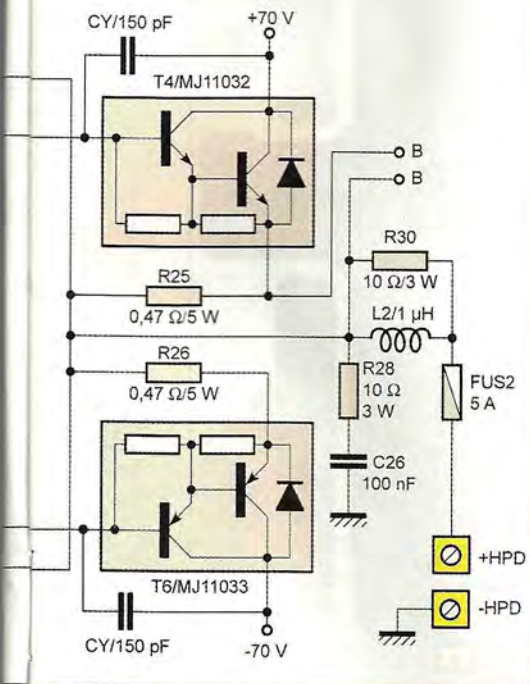 CY/150 pF
+70 V
T4/MJ11032
B
B
R30
10 Ω/3 W
R25
0,47 Ω/5 W
L2/1 µH
R26
0,47 Ω/5 W
R28
10 Ω
3 W
FUS2
5 A
C26
100 nF
+HPD
T6/MJ11033
-HPD
CY/150 pF
-70 V